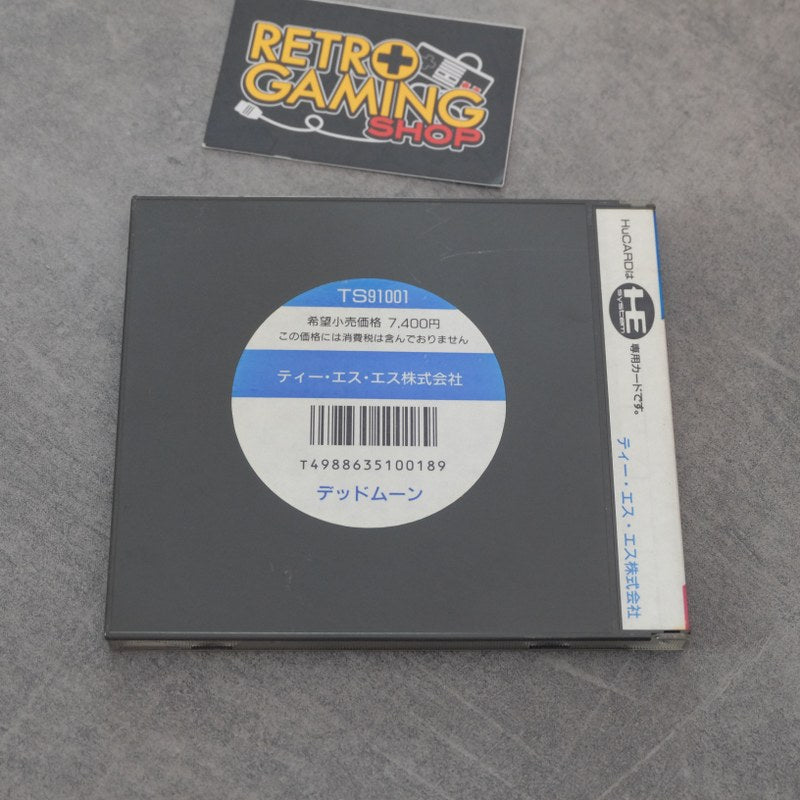 RETRO
GAMING
SHOP
TS91001
希望小売価格 7,400円
この価格には消費税は含んでおりません
ティー・エス・エス株式会社
T4988635100189
デッドムーン
HuCARDは
HE
system
専用カードです。
ティー・エス・エス株式会社